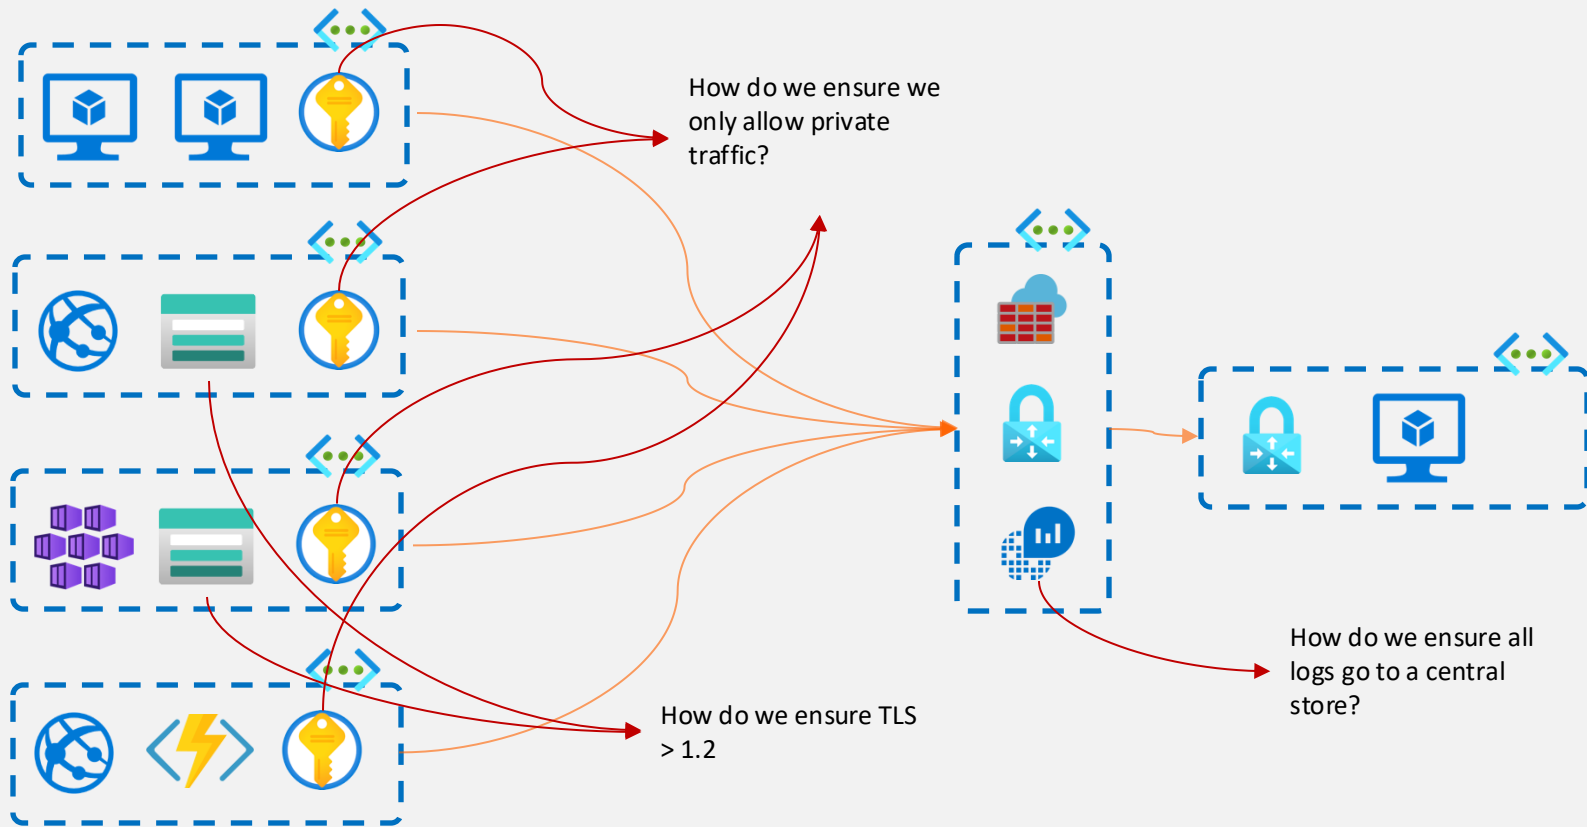 How do we ensure we
only allow private
traffic?
How do we ensure all
logs go to a central
store?
How do we ensure TLS
> 1.2